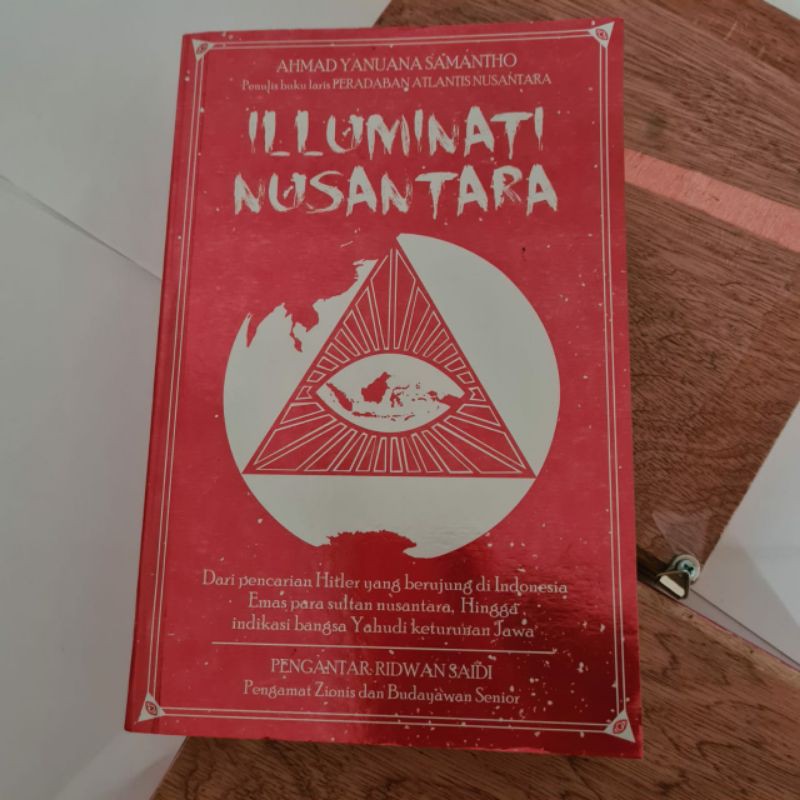 AHMAD YANUANA SAMANTHO
Penulis buku laris PERADABAN ATLANTIS NUSANTARA
ILLUMINATI
NUSANTARA
Dari pencarian Hitler yang berujung di Indonesia
Emas para sultan nusantara, Hingga
indikasi bangsa Yahudi keturunan Jawa
PENGANTAR: RIDWAN SAIDI
Pengamat Zionis dan Budayawan Senior